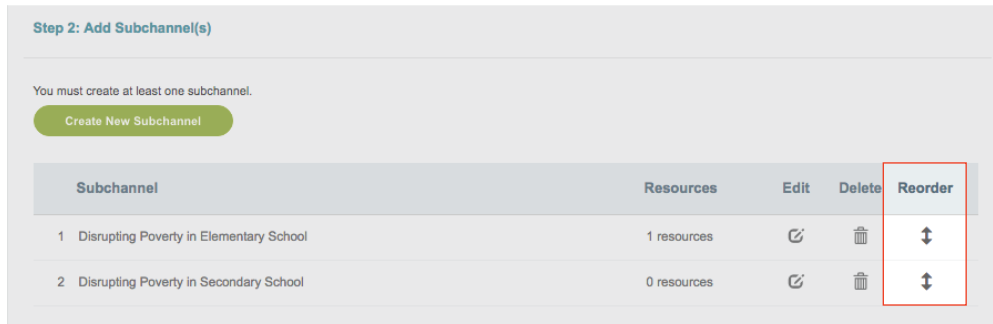 Step 2: Add Subchannel(s)
You must create at least one subchannel.
Create New Subchannel
Subchannel Resources Edit Delete Reorder
1 Disrupting Poverty in Elementary School 1 resources
2 Disrupting Poverty in Secondary School 0 resources